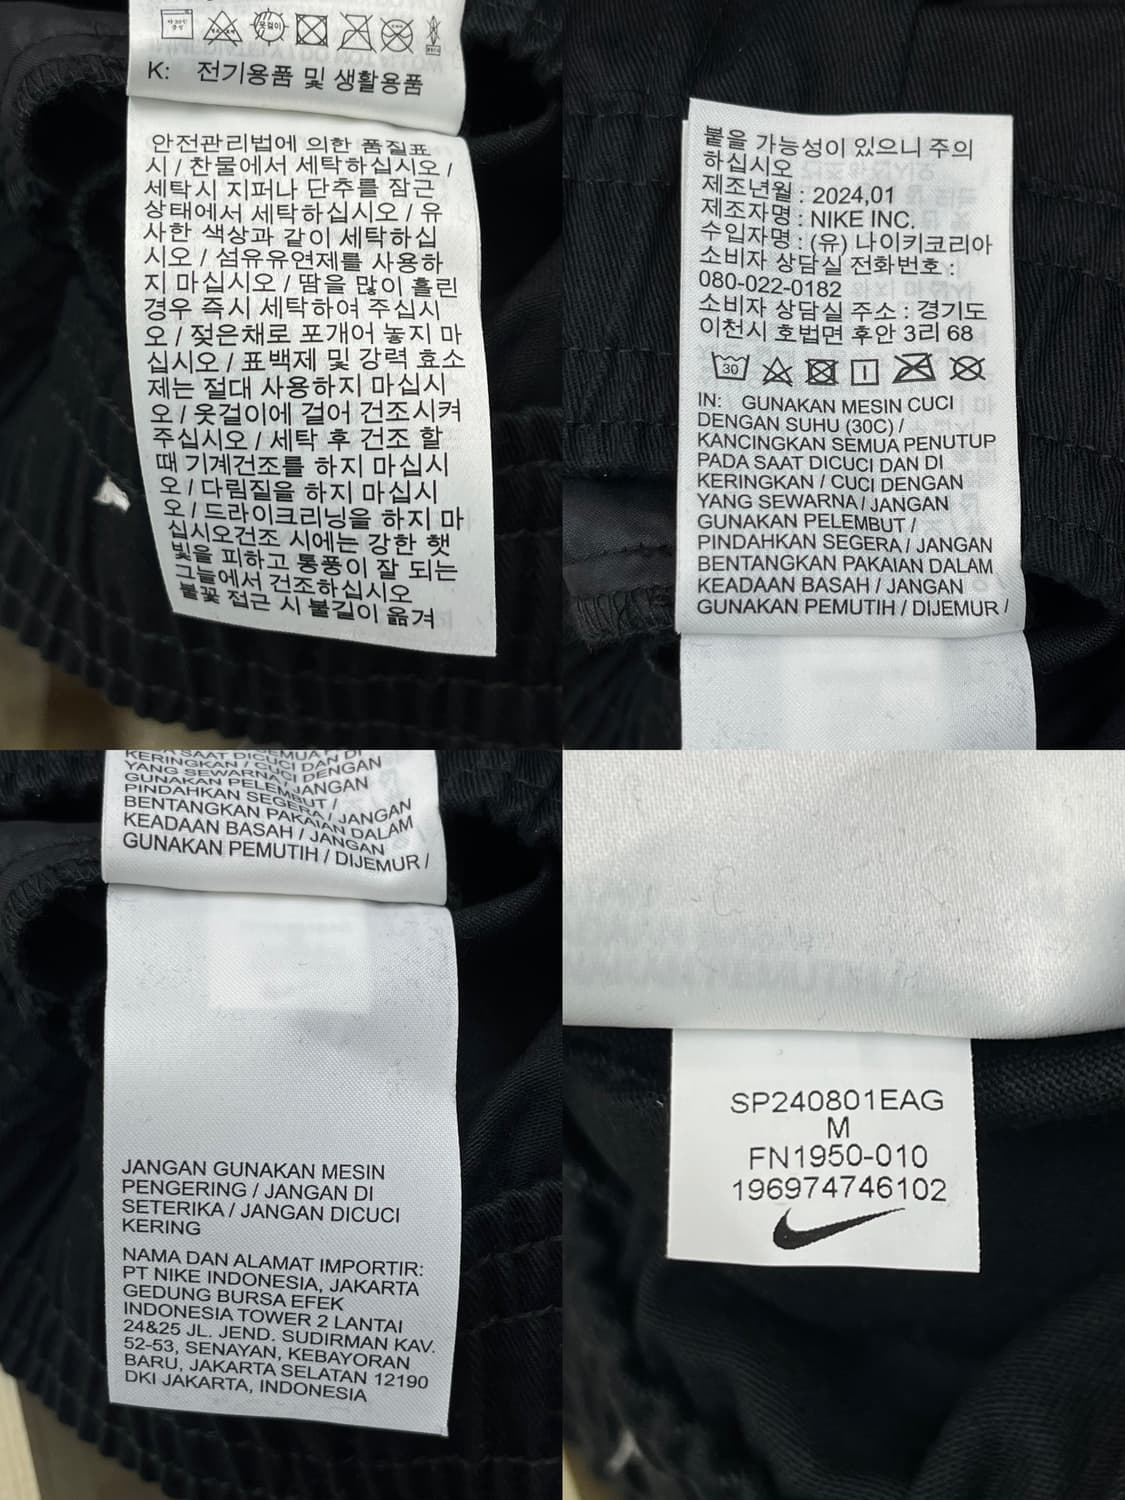 K: 전기용품 및 생활용품
안전관리법에 의한 품질표
시 / 찬물에서 세탁하십시오 /
세탁시 지퍼나 단추를 잠근
상태에서 세탁하십시오 / 유
사한 색상과 같이 세탁하십
시오 / 섬유유연제를 사용하
지 마십시오 / 땀을 많이 흘린
경우 즉시 세탁하여 주십시
오 / 젖은채로 포개어 놓지 마
십시오 / 표백제 및 강력 효소
제는 절대 사용하지 마십시
오 / 옷걸이에 걸어 건조시켜
주십시오 / 세탁 후 건조 할
때 기계건조를 하지 마십시
오 / 다림질을 하지 마십시
오 / 드라이크리닝을 하지 마
십시오건조 시에는 강한 햇
빛을 피하고 통풍이 잘 되는
그늘에서 건조하십시오
불꽃 접근 시 불길이 옮겨
붙을 가능성이 있으니 주의
하십시오
제조년월 : 2024,01
제조자명 : NIKE INC.
수입자명 : (유) 나이키코리아
소비자 상담실 전화번호 :
080-022-0182
소비자 상담실 주소 : 경기도
이천시 호법면 후안 3리 68
30
IN: GUNAKAN MESIN CUCI
DENGAN SUHU (30C) /
KANCINGKAN SEMUA PENUTUP
PADA SAAT DICUCI DAN DI
KERINGKAN / CUCI DENGAN
YANG SEWARNA / JANGAN
GUNAKAN PELEMBUT /
PINDAHKAN SEGERA / JANGAN
BENTANGKAN PAKAIAN DALAM
KEADAAN BASAH / JANGAN
GUNAKAN PEMUTIH / DIJEMUR /
KERINGKAN / CUCI DENGAN
YANG SEWARNA / JANGAN
GUNAKAN PELEMBUT /
PINDAHKAN SEGERA / JANGAN
BENTANGKAN PAKAIAN DALAM
KEADAAN BASAH / JANGAN
GUNAKAN PEMUTIH / DIJEMUR /
JANGAN GUNAKAN MESIN
PENGERING / JANGAN DI
SETERIKA / JANGAN DICUCI
KERING
NAMA DAN ALAMAT IMPORTIR:
PT NIKE INDONESIA, JAKARTA
GEDUNG BURSA EFEK
INDONESIA TOWER 2 LANTAI
24&25 JL. JEND. SUDIRMAN KAV.
52-53, SENAYAN, KEBAYORAN
BARU, JAKARTA SELATAN 12190
DKI JAKARTA, INDONESIA
SP240801EAG
M
FN1950-010
196974746102